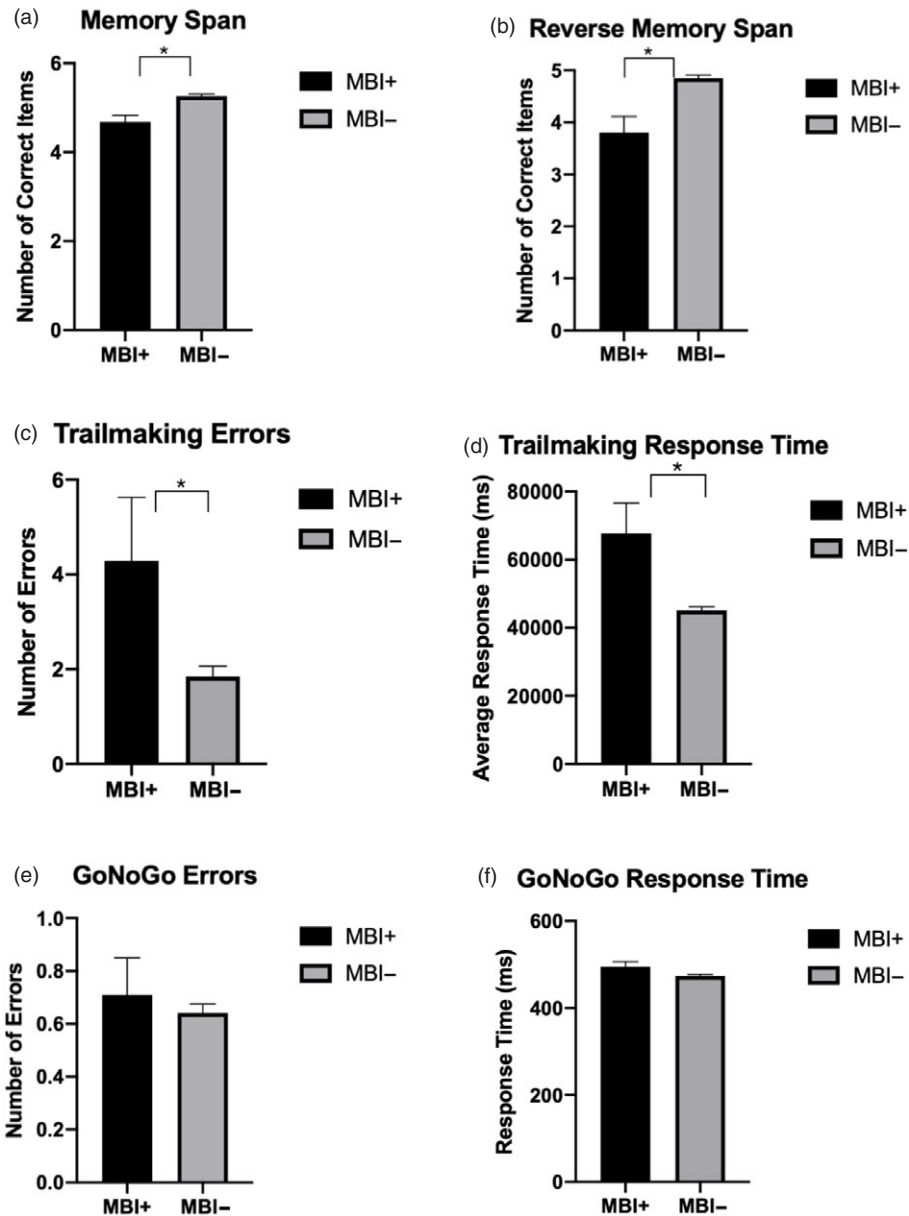 (a) Memory Span
*
6
4
2
0
Number of Correct Items
MBI+ MBI–
MBI+
MBI–
(b) Reverse Memory Span
*
5
4
3
2
1
0
Number of Correct Items
MBI+ MBI–
MBI+
MBI–
(c) Trailmaking Errors
*
6
4
2
0
Number of Errors
MBI+ MBI–
MBI+
MBI–
(d) Trailmaking Response Time
*
80000
60000
40000
20000
0
Average Response Time (ms)
MBI+ MBI–
MBI+
MBI–
(e) GoNoGo Errors
1.0
0.8
0.6
0.4
0.2
0.0
Number of Errors
MBI+ MBI–
MBI+
MBI–
(f) GoNoGo Response Time
600
400
200
0
Response Time (ms)
MBI+ MBI–
MBI+
MBI–